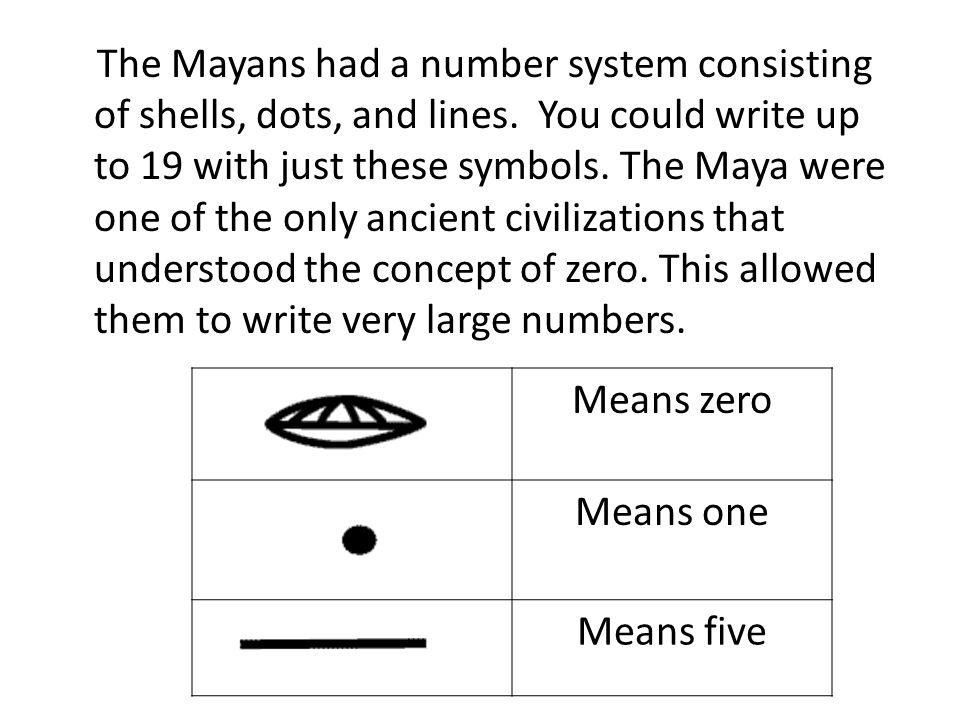 The Mayans had a number system consisting
of shells, dots, and lines.  You could write up
to 19 with just these symbols. The Maya were
one of the only ancient civilizations that
understood the concept of zero. This allowed
them to write very large numbers.
Means zero
Means one
Means five